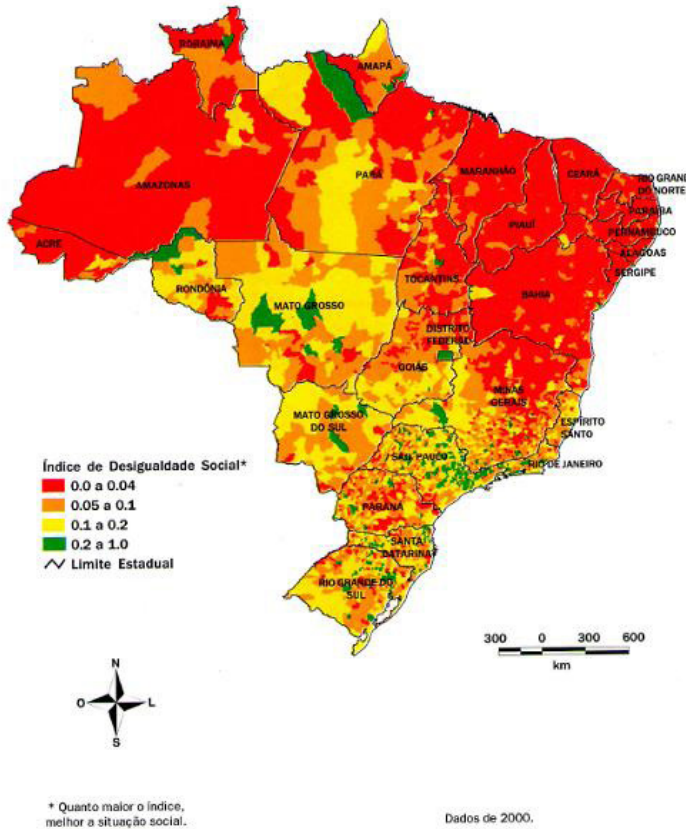 RORAIMA
AMAPÁ
AMAZONAS
PARÁ
MARANHÃO
CEARÁ
RIO GRANDE
DO NORTE
PARAÍBA
PIAUÍ
PERNAMBUCO
ACRE
ALAGOAS
SERGIPE
TOCANTINS
RONDÔNIA
BAHIA
MATO GROSSO
DISTRITO
FEDERAL
GOIÁS
MINAS
GERAIS
MATO GROSSO
DO SUL
ESPÍRITO
SANTO
SÃO PAULO
RIO DE JANEIRO
Índice de Desigualdade Social*
0.0 a 0.04
0.05 a 0.1
0.1 a 0.2
0.2 a 1.0
Limite Estadual
PARANÁ
SANTA
CATARINA
RIO GRANDE DO
SUL
300 0 300 600
km
N
O L
S
* Quanto maior o índice,
melhor a situação social.
Dados de 2000.